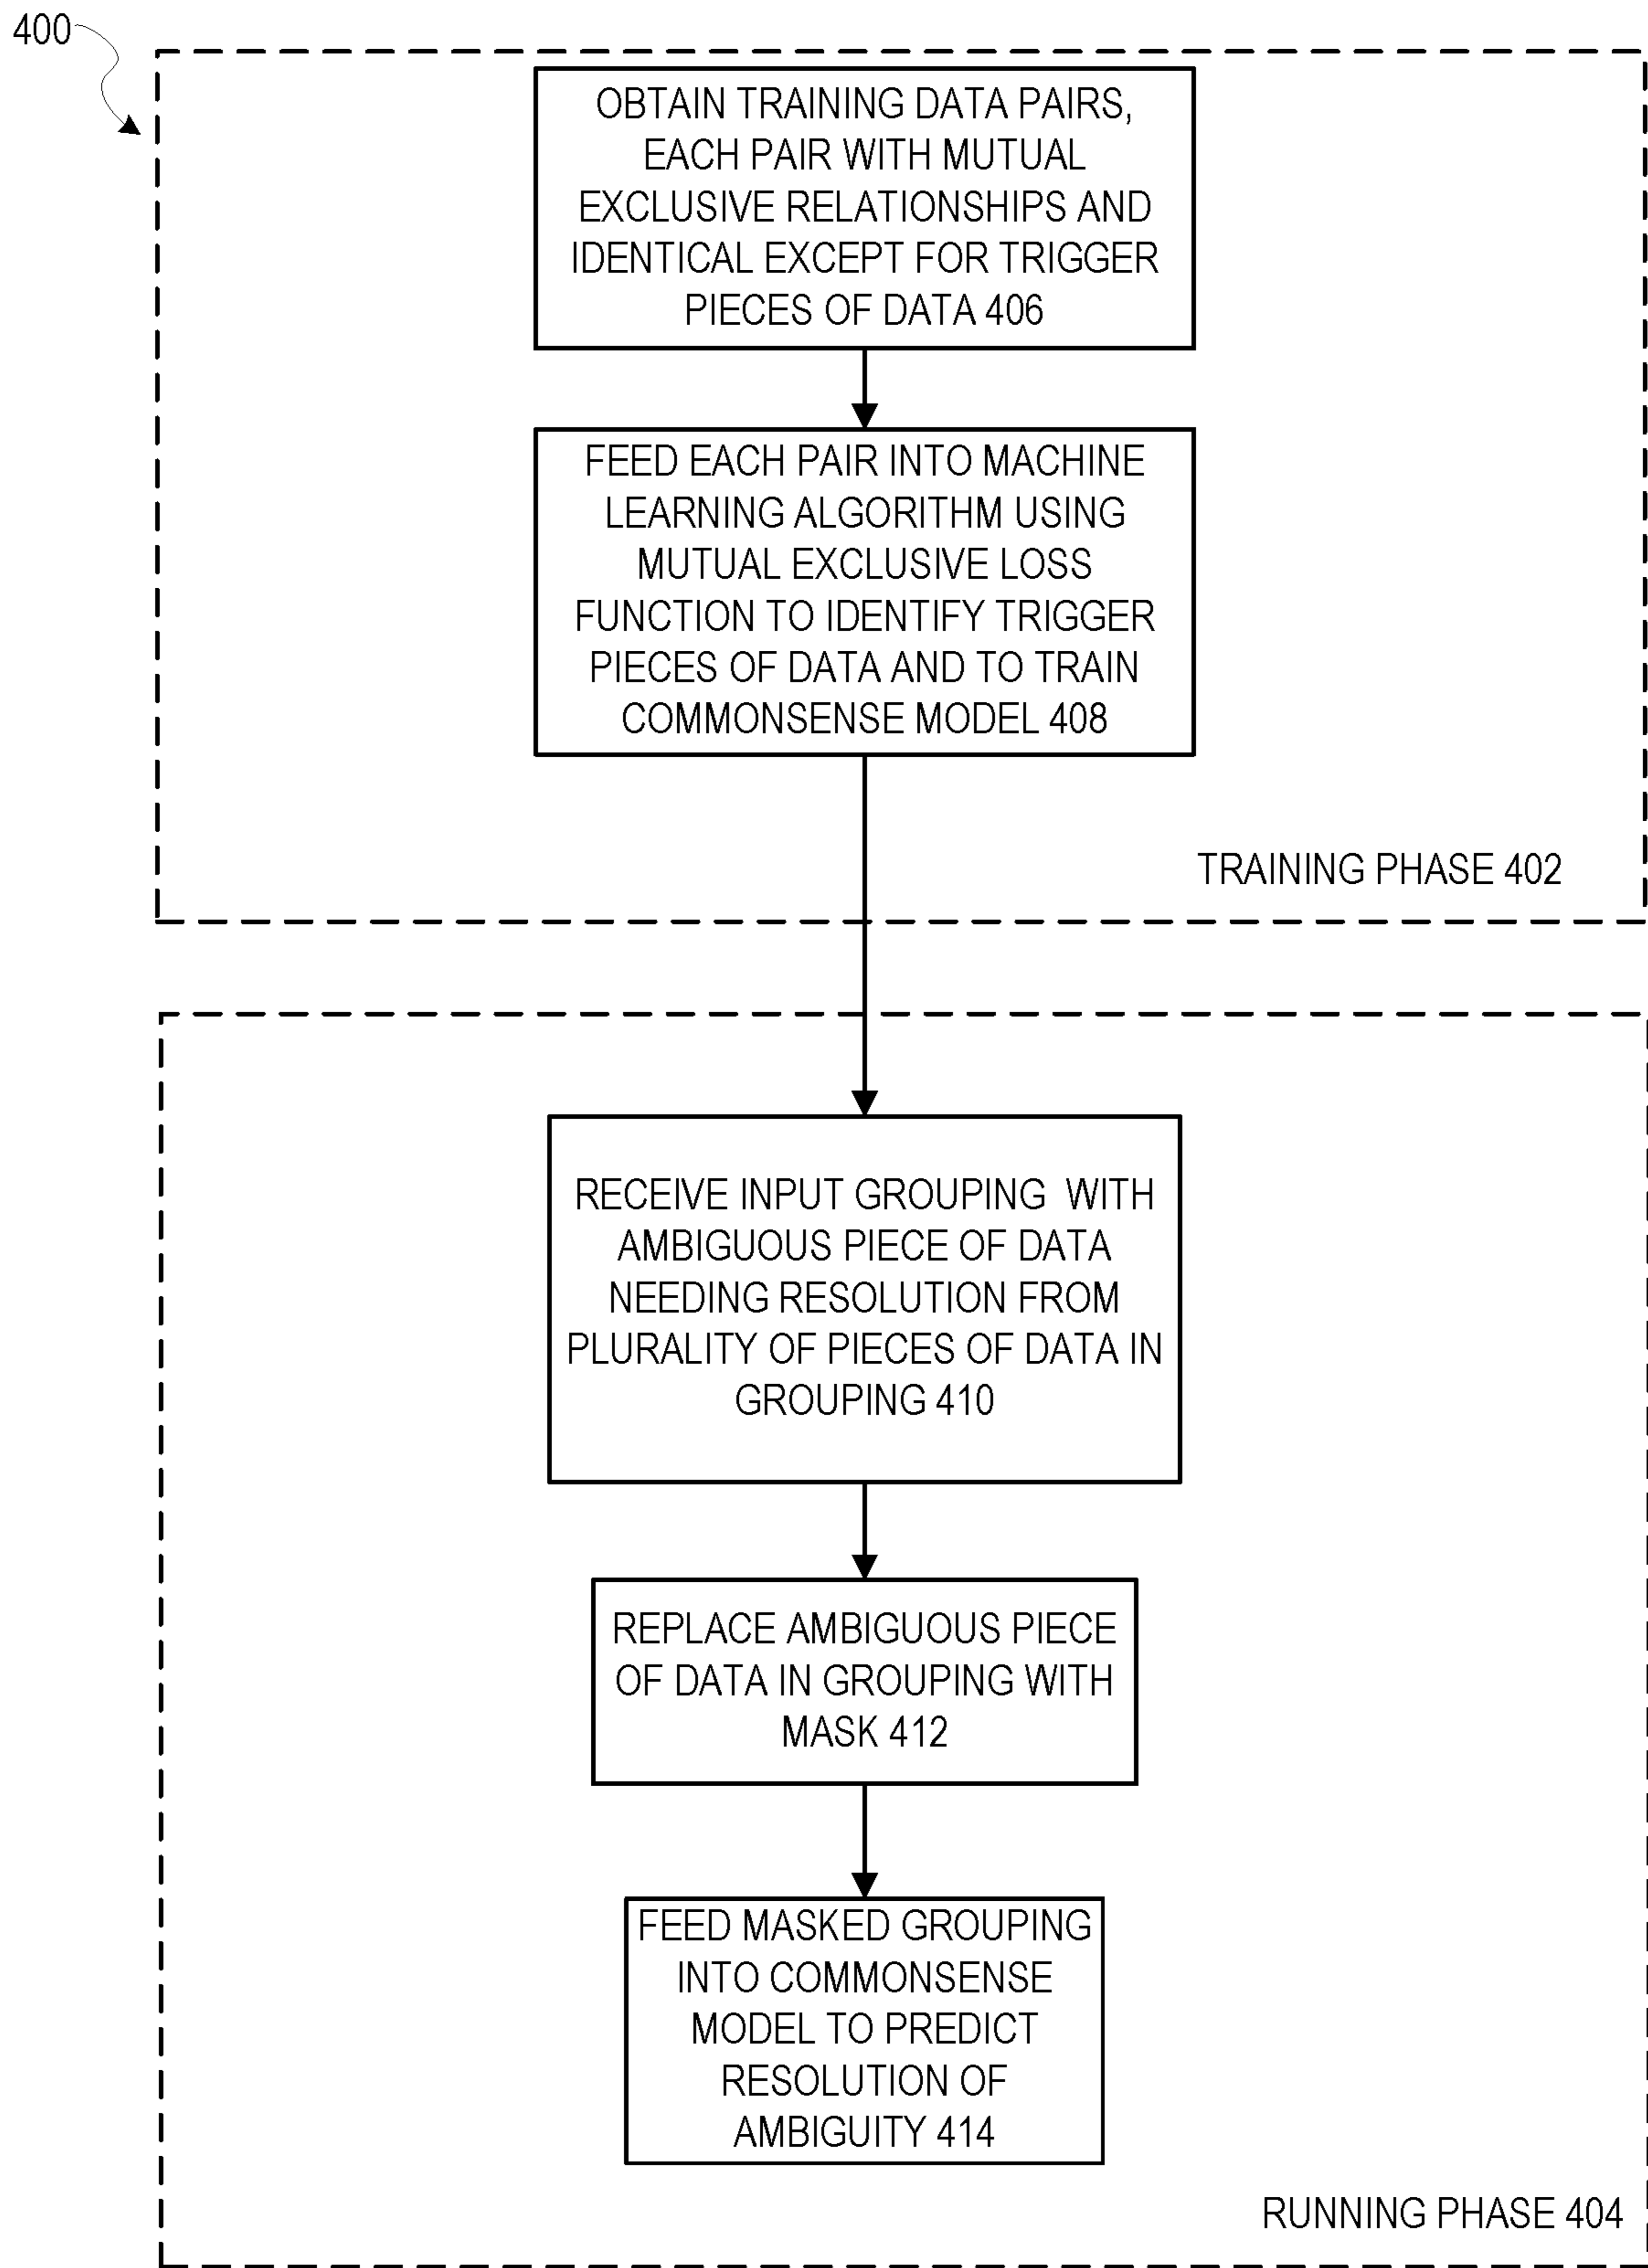 400
OBTAIN TRAINING DATA PAIRS,
EACH PAIR WITH MUTUAL
EXCLUSIVE RELATIONSHIPS AND
IDENTICAL EXCEPT FOR TRIGGER
PIECES OF DATA 406
FEED EACH PAIR INTO MACHINE
LEARNING ALGORITHM USING
MUTUAL EXCLUSIVE LOSS
FUNCTION TO IDENTIFY TRIGGER
PIECES OF DATA AND TO TRAIN
COMMONSENSE MODEL 408
TRAINING PHASE 402
RECEIVE INPUT GROUPING WITH
AMBIGUOUS PIECE OF DATA
NEEDING RESOLUTION FROM
PLURALITY OF PIECES OF DATA IN
GROUPING 410
REPLACE AMBIGUOUS PIECE
OF DATA IN GROUPING WITH
MASK 412
FEED MASKED GROUPING
INTO COMMONSENSE
MODEL TO PREDICT
RESOLUTION OF
AMBIGUITY 414
RUNNING PHASE 404